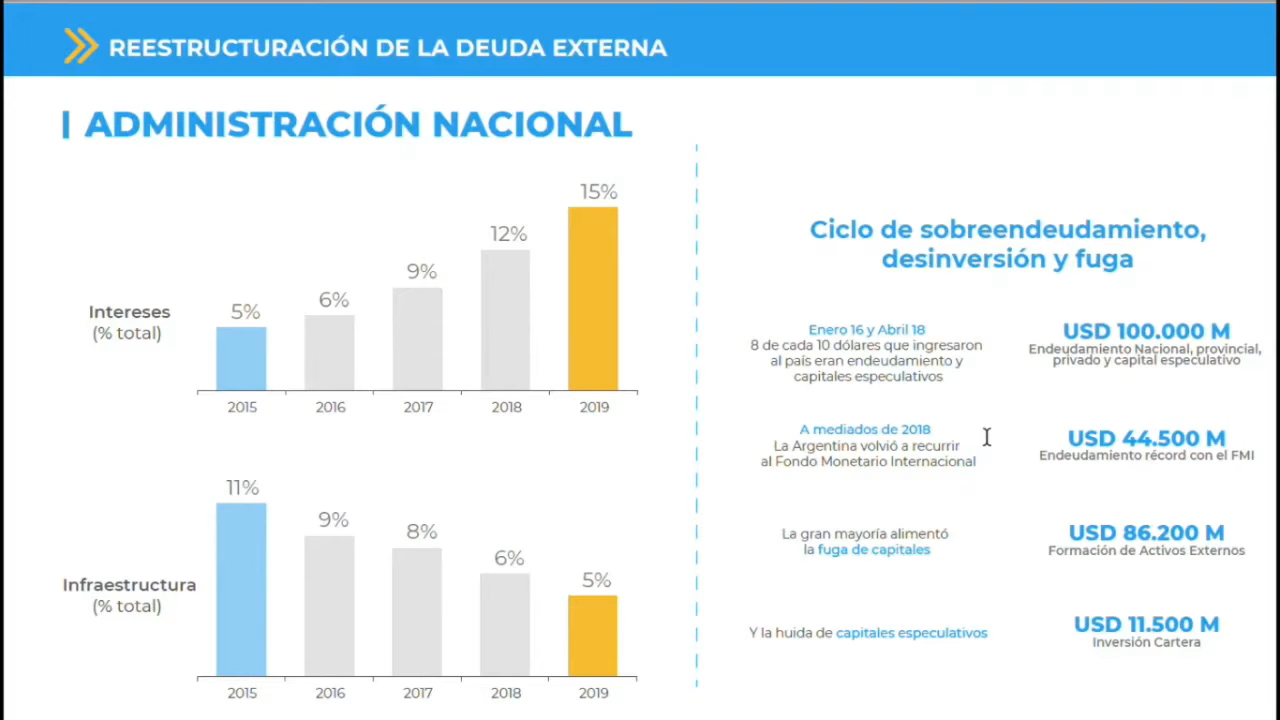 REESTRUCTURACIÓN DE LA DEUDA EXTERNA
ADMINISTRACIÓN NACIONAL
Intereses
(% total)
5%
6%
9%
12%
15%
2015
2016
2017
2018
2019
Infraestructura
(% total)
11%
9%
8%
6%
5%
2015
2016
2017
2018
2019
Ciclo de sobreendeudamiento,
desinversión y fuga
Enero 16 y Abril 18
8 de cada 10 dólares que ingresaron
al país eran endeudamiento y
capitales especulativos
USD 100.000 M
Endeudamiento Nacional, provincial,
privado y capital especulativo
A mediados de 2018
La Argentina volvió a recurrir
al Fondo Monetario Internacional
USD 44.500 M
Endeudamiento récord con el FMI
La gran mayoría alimentó
la fuga de capitales
USD 86.200 M
Formación de Activos Externos
Y la huida de capitales especulativos
USD 11.500 M
Inversión Cartera